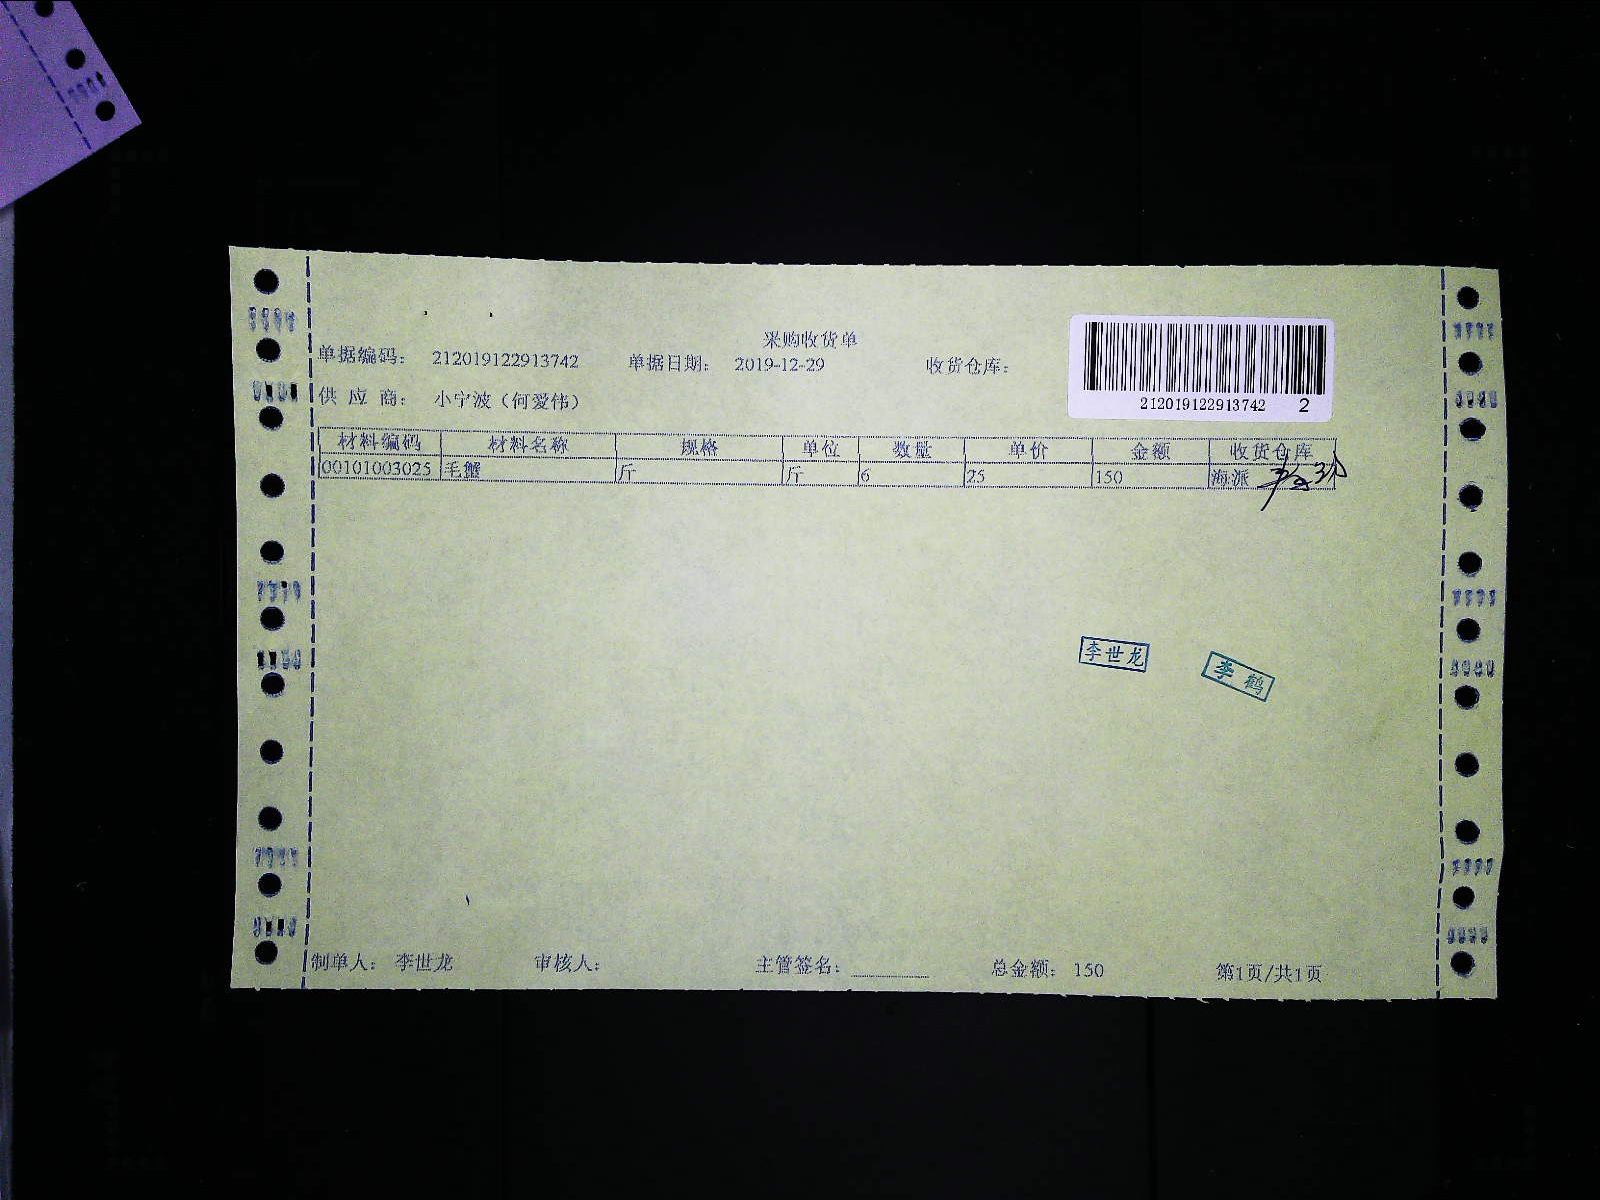 采购收货单
单据编码： 212019122913742 单据日期： 2019-12-29 收货仓库：
212019122913742 2
供 应 商： 小宁波（何爱伟）
材料编码 材料名称 规格 单位 数量 单价 金额 收货仓库
00101003025 毛蟹 斤 斤 6 25 150 海派
李世龙
李 鹤
制单人： 李世龙 审核人： 主管签名：________ 总金额： 150 第1页/共1页